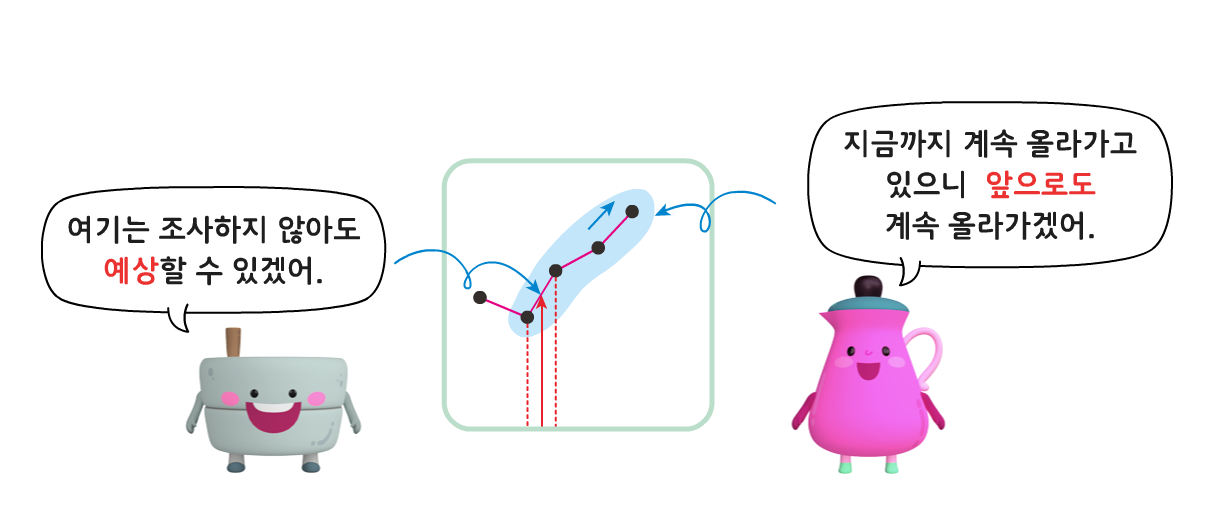 여기는 조사하지 않아도
예상할 수 있겠어.
지금까지 계속 올라가고
있으니 앞으로도
계속 올라가겠어.